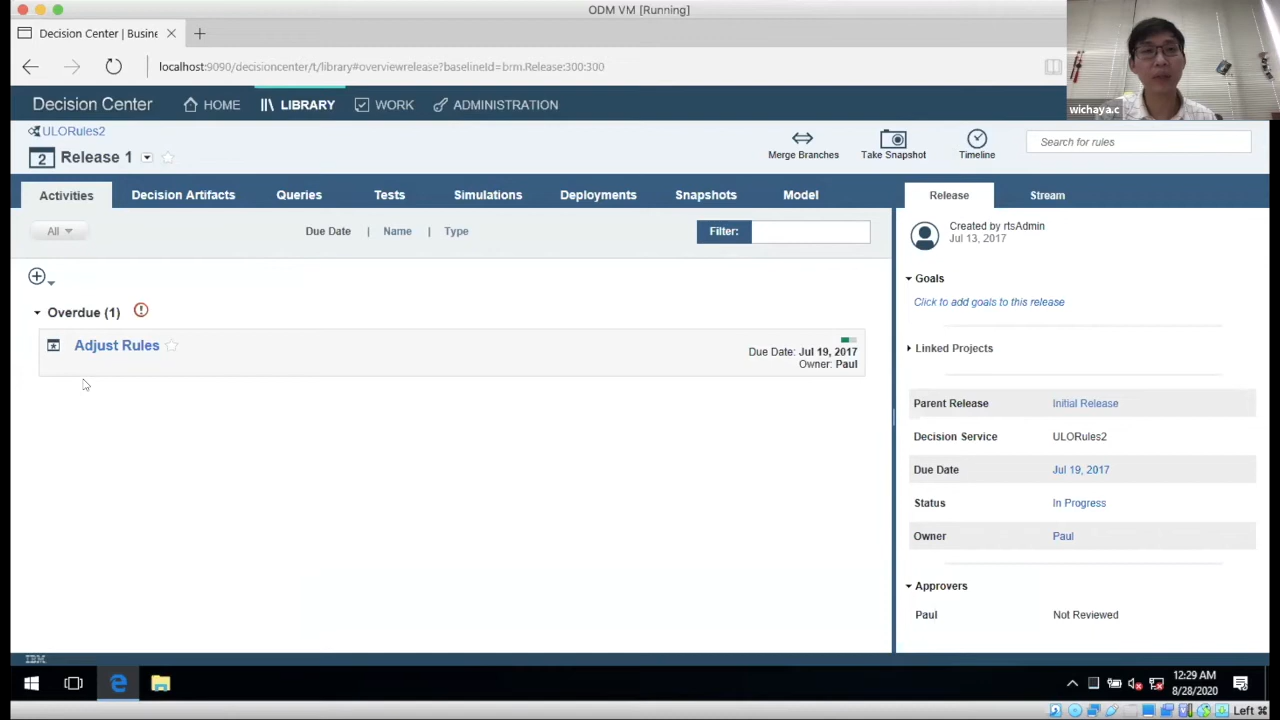 ODM VM [Running]
Decision Center | Busine
localhost:9090/decisioncenter/t/library#overviewrelease?baselineId=brm.Release:300:300
wichaya.c
Decision Center HOME LIBRARY WORK ADMINISTRATION
ULORules2
2 Release 1
Merge Branches Take Snapshot Timeline
Search for rules
Activities Decision Artifacts Queries Tests Simulations Deployments Snapshots Model
Release Stream
All Due Date | Name | Type Filter:
Created by rtsAdmin
Jul 13, 2017
Goals
Click to add goals to this release
Overdue (1)
Adjust Rules
Due Date: Jul 19, 2017
Owner: Paul
Linked Projects
Parent Release Initial Release
Decision Service ULORules2
Due Date Jul 19, 2017
Status In Progress
Owner Paul
Approvers
Paul Not Reviewed
IBM
12:29 AM
8/28/2020
Left ⌘